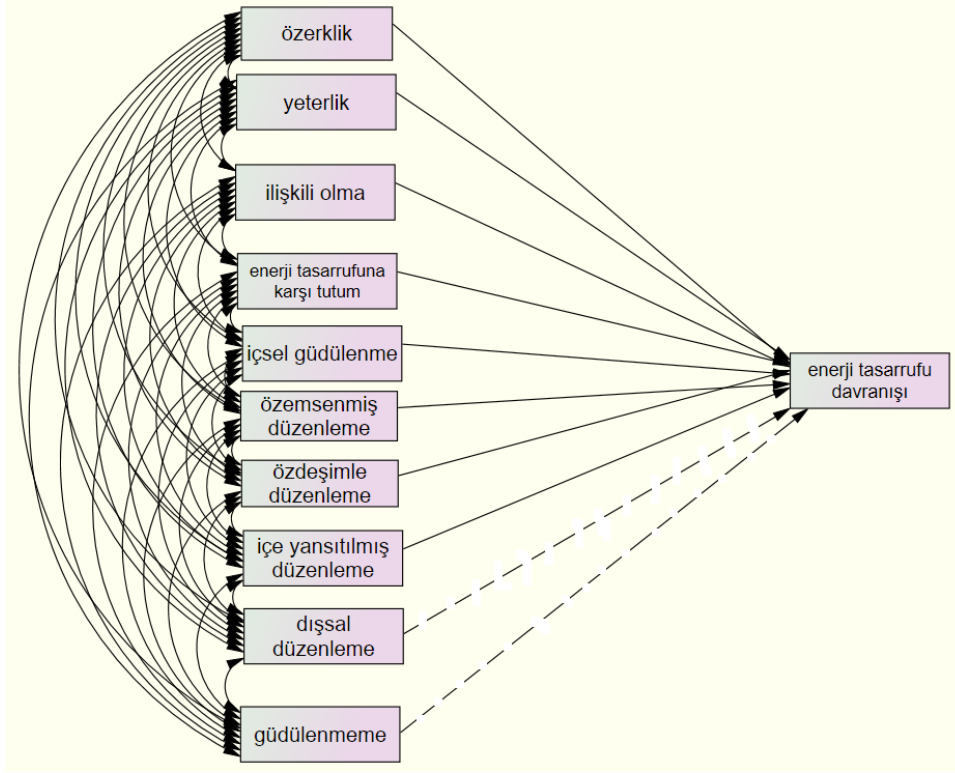 özerklik
yeterlik
ilişkili olma
enerji tasarrufuna
karşı tutum
içsel güdülenme
özemsenmiş
düzenleme
özdeşimle
düzenleme
içe yansıtılmış
düzenleme
dışsal
düzenleme
güdülenmeme
enerji tasarrufu
davranışı